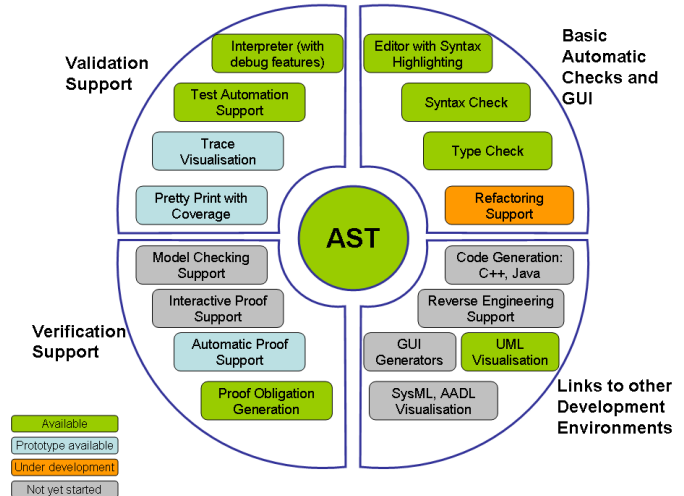 Validation
Support
Interpreter (with
debug features)
Test Automation
Support
Trace
Visualisation
Pretty Print with
Coverage
Editor with Syntax
Highlighting
Syntax Check
Type Check
Refactoring
Support
Basic
Automatic
Checks and
GUI
AST
Verification
Support
Model Checking
Support
Interactive Proof
Support
Automatic Proof
Support
Proof Obligation
Generation
Code Generation:
C++, Java
Reverse Engineering
Support
GUI
Generators
UML
Visualisation
SysML, AADL
Visualisation
Links to other
Development
Environments
Available
Prototype available
Under development
Not yet started